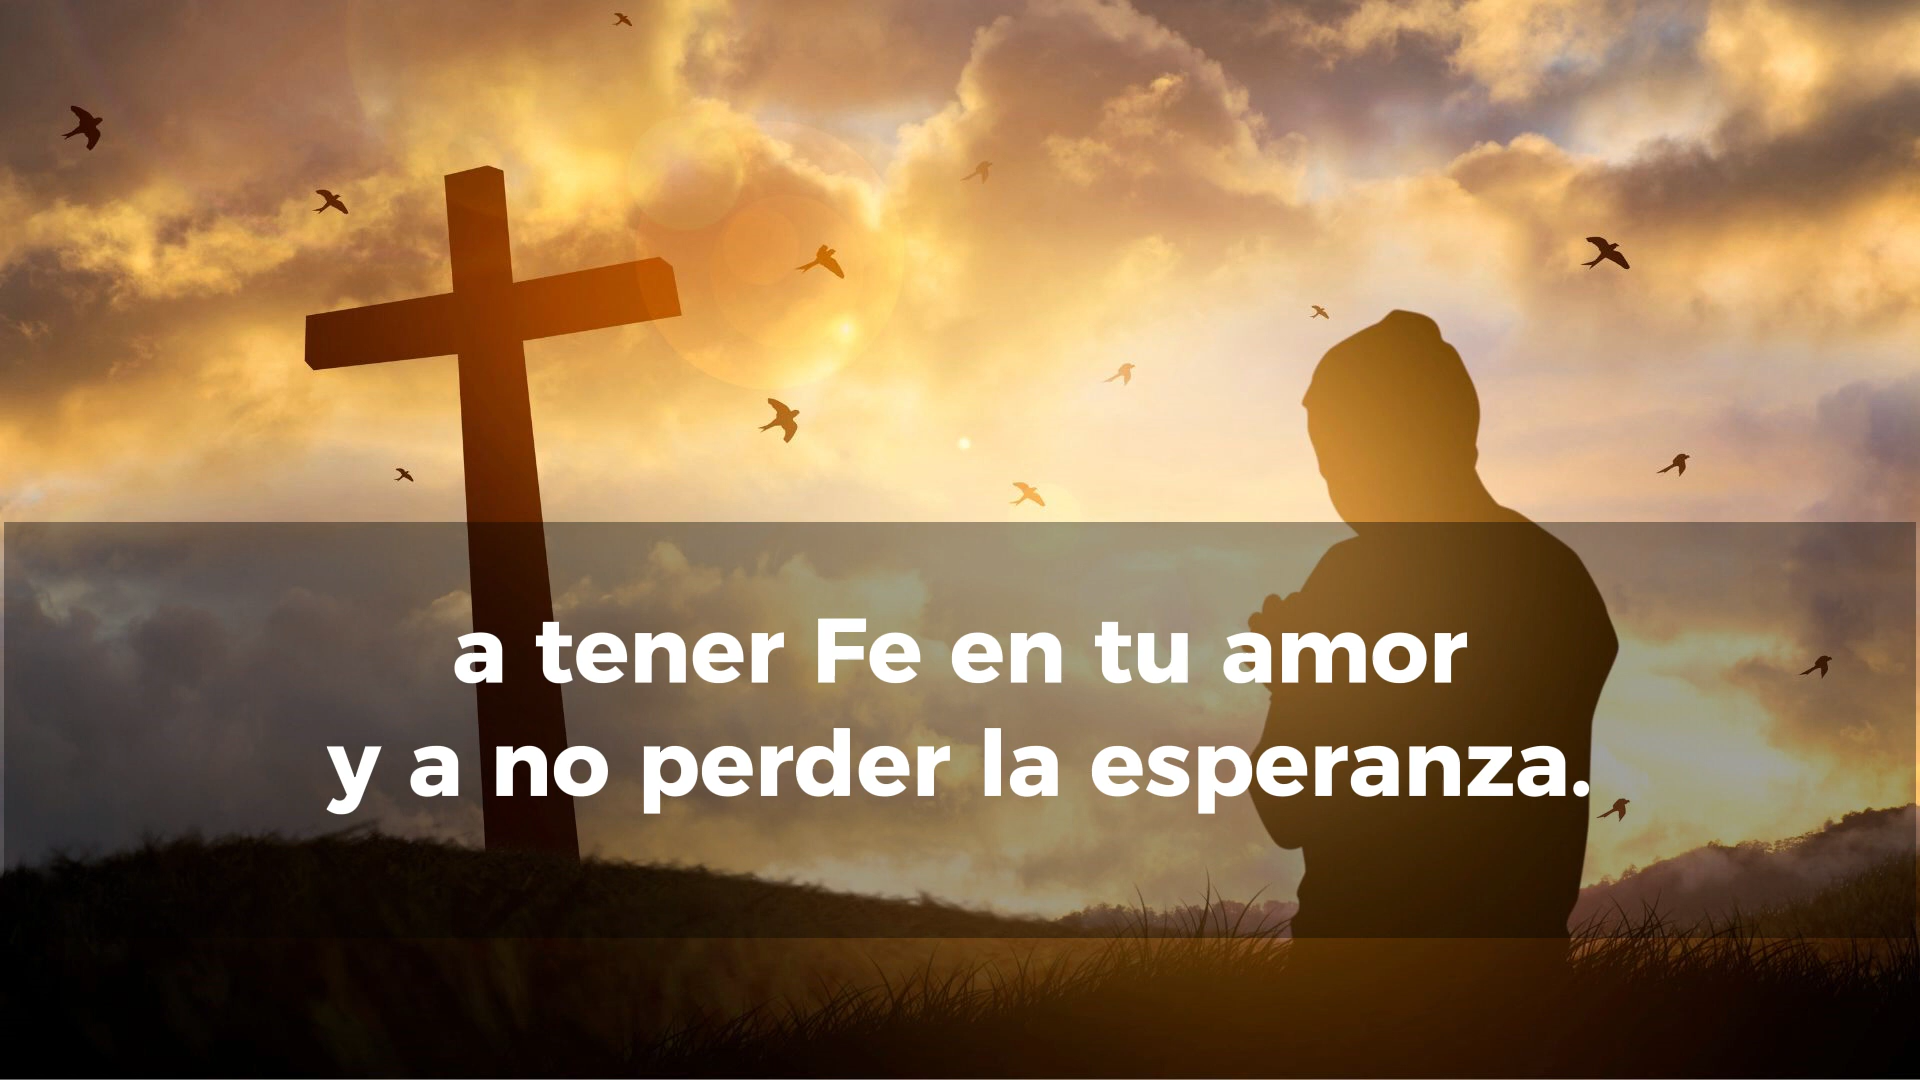 a tener Fe en tu amor
y a no perder la esperanza.